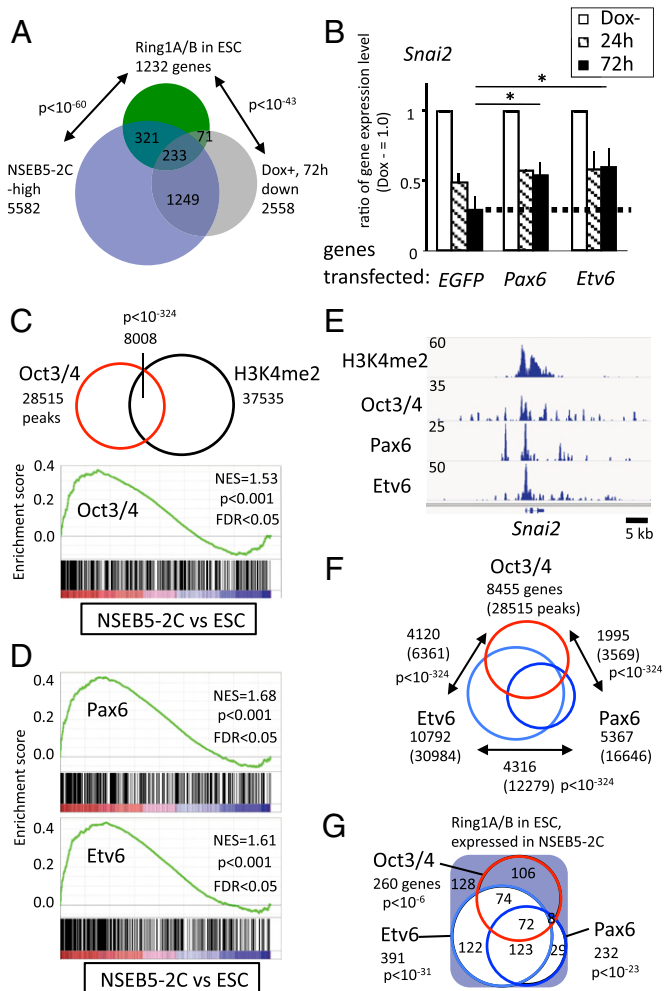 A
Ring1A/B in ESC
1232 genes
p<10-60
p<10-43
321
71
233
1249
NSEB5-2C
-high
5582
Dox+, 72h
down
2558
B
Snai2
Dox-
24h
72h
*
*
ratio of gene expression level
(Dox - = 1.0)
1
0.5
0
genes
transfected:
EGFP
Pax6
Etv6
C
p<10-324
8008
Oct3/4
28515
peaks
H3K4me2
37535
Enrichment score
0.4
0.2
0.0
NES=1.53
p<0.001
FDR<0.05
Oct3/4
NSEB5-2C vs ESC
D
Enrichment score
0.4
0.2
0.0
Pax6
NES=1.68
p<0.001
FDR<0.05
0.4
0.2
0.0
Etv6
NES=1.61
p<0.001
FDR<0.05
NSEB5-2C vs ESC
E
60
H3K4me2
35
Oct3/4
25
Pax6
50
Etv6
Snai2
5 kb
F
Oct3/4
8455 genes
(28515 peaks)
4120
(6361)
p<10-324
1995
(3569)
p<10-324
Etv6
10792
(30984)
Pax6
5367
(16646)
4316
(12279) p<10-324
G
Ring1A/B in ESC,
expressed in NSEB5-2C
Oct3/4
260 genes
p<10-6
128
106
74
72
8
122
123
29
Etv6
391
p<10-31
Pax6
232
p<10-23